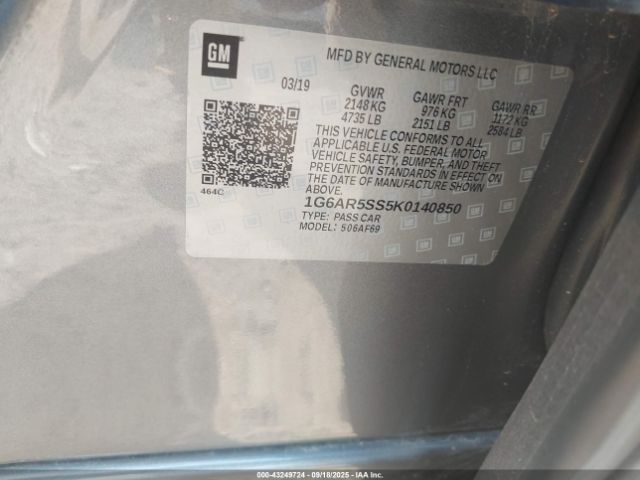 GM
MFD BY GENERAL MOTORS LLC
03/19 GVWR GAWR FRT GAWR RR
2148 KG 976 KG 1172 KG
4735 LB 2151 LB 2584 LB
THIS VEHICLE CONFORMS TO ALL
APPLICABLE U.S. FEDERAL MOTOR
VEHICLE SAFETY, BUMPER, AND THEFT
PREVENTION STANDARDS IN EFFECT ON
THE DATE OF MANUFACTURE SHOWN
ABOVE.
464C
1G6AR5SS5K0140850
TYPE: PASS CAR
MODEL: 506AF69
000-43249724 - 09/18/2025 - IAA Inc.